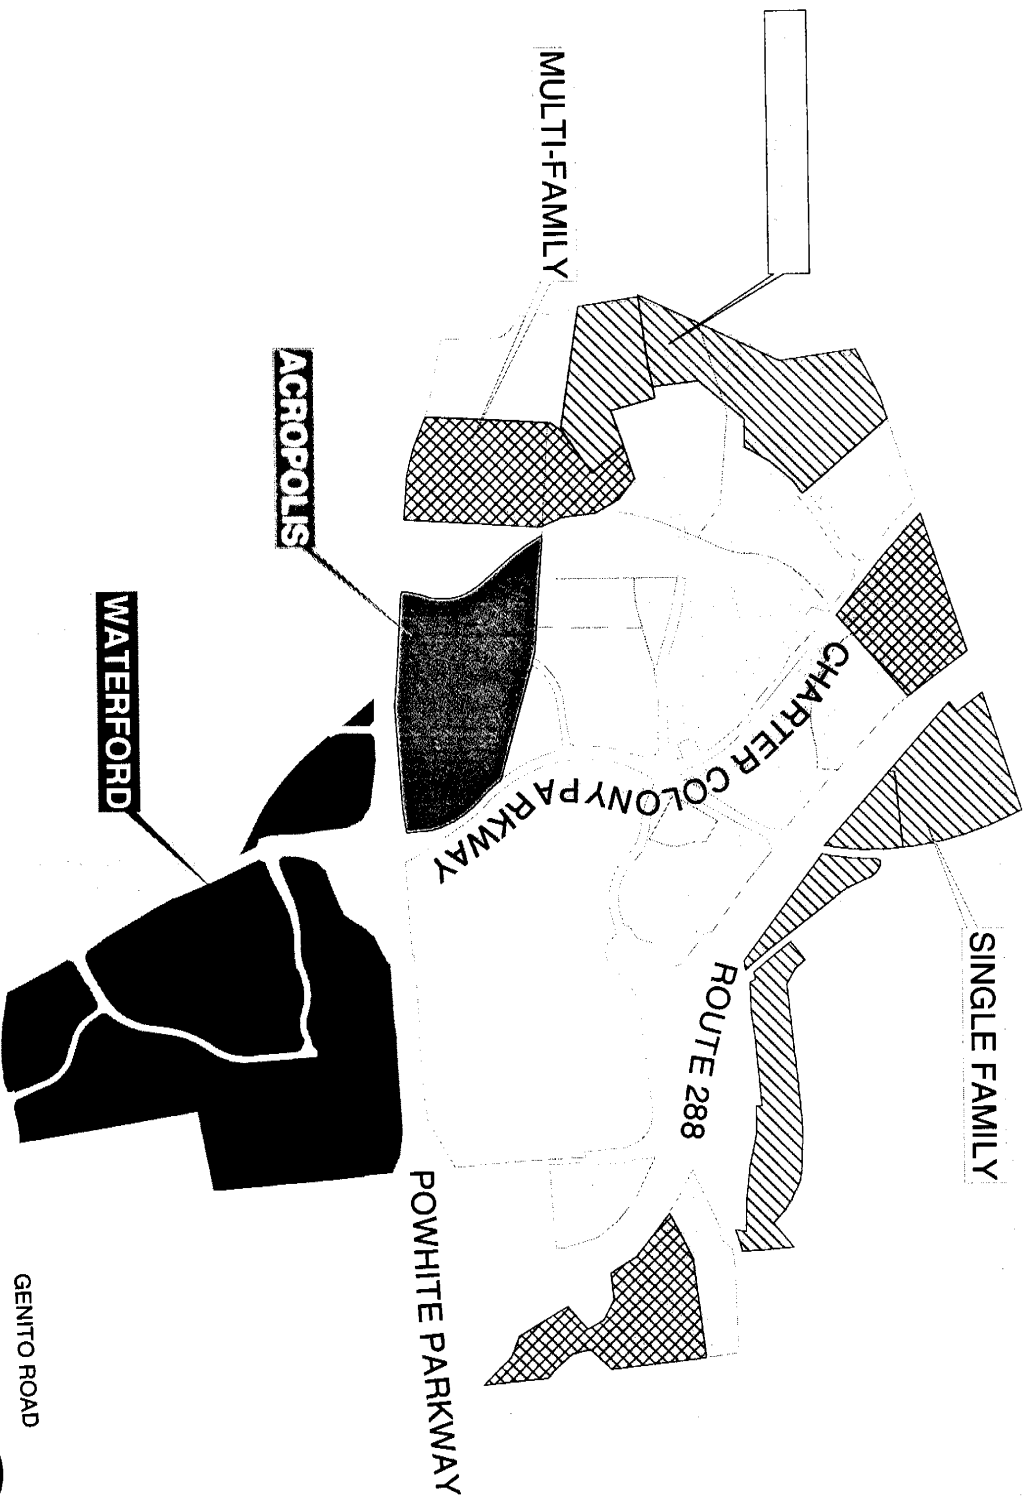 SINGLE FAMILY
MULTI-FAMILY
CHARTER COLONY PARKWAY
ROUTE 288
ACROPOLIS
WATERFORD
POWHITE PARKWAY
GENITO ROAD